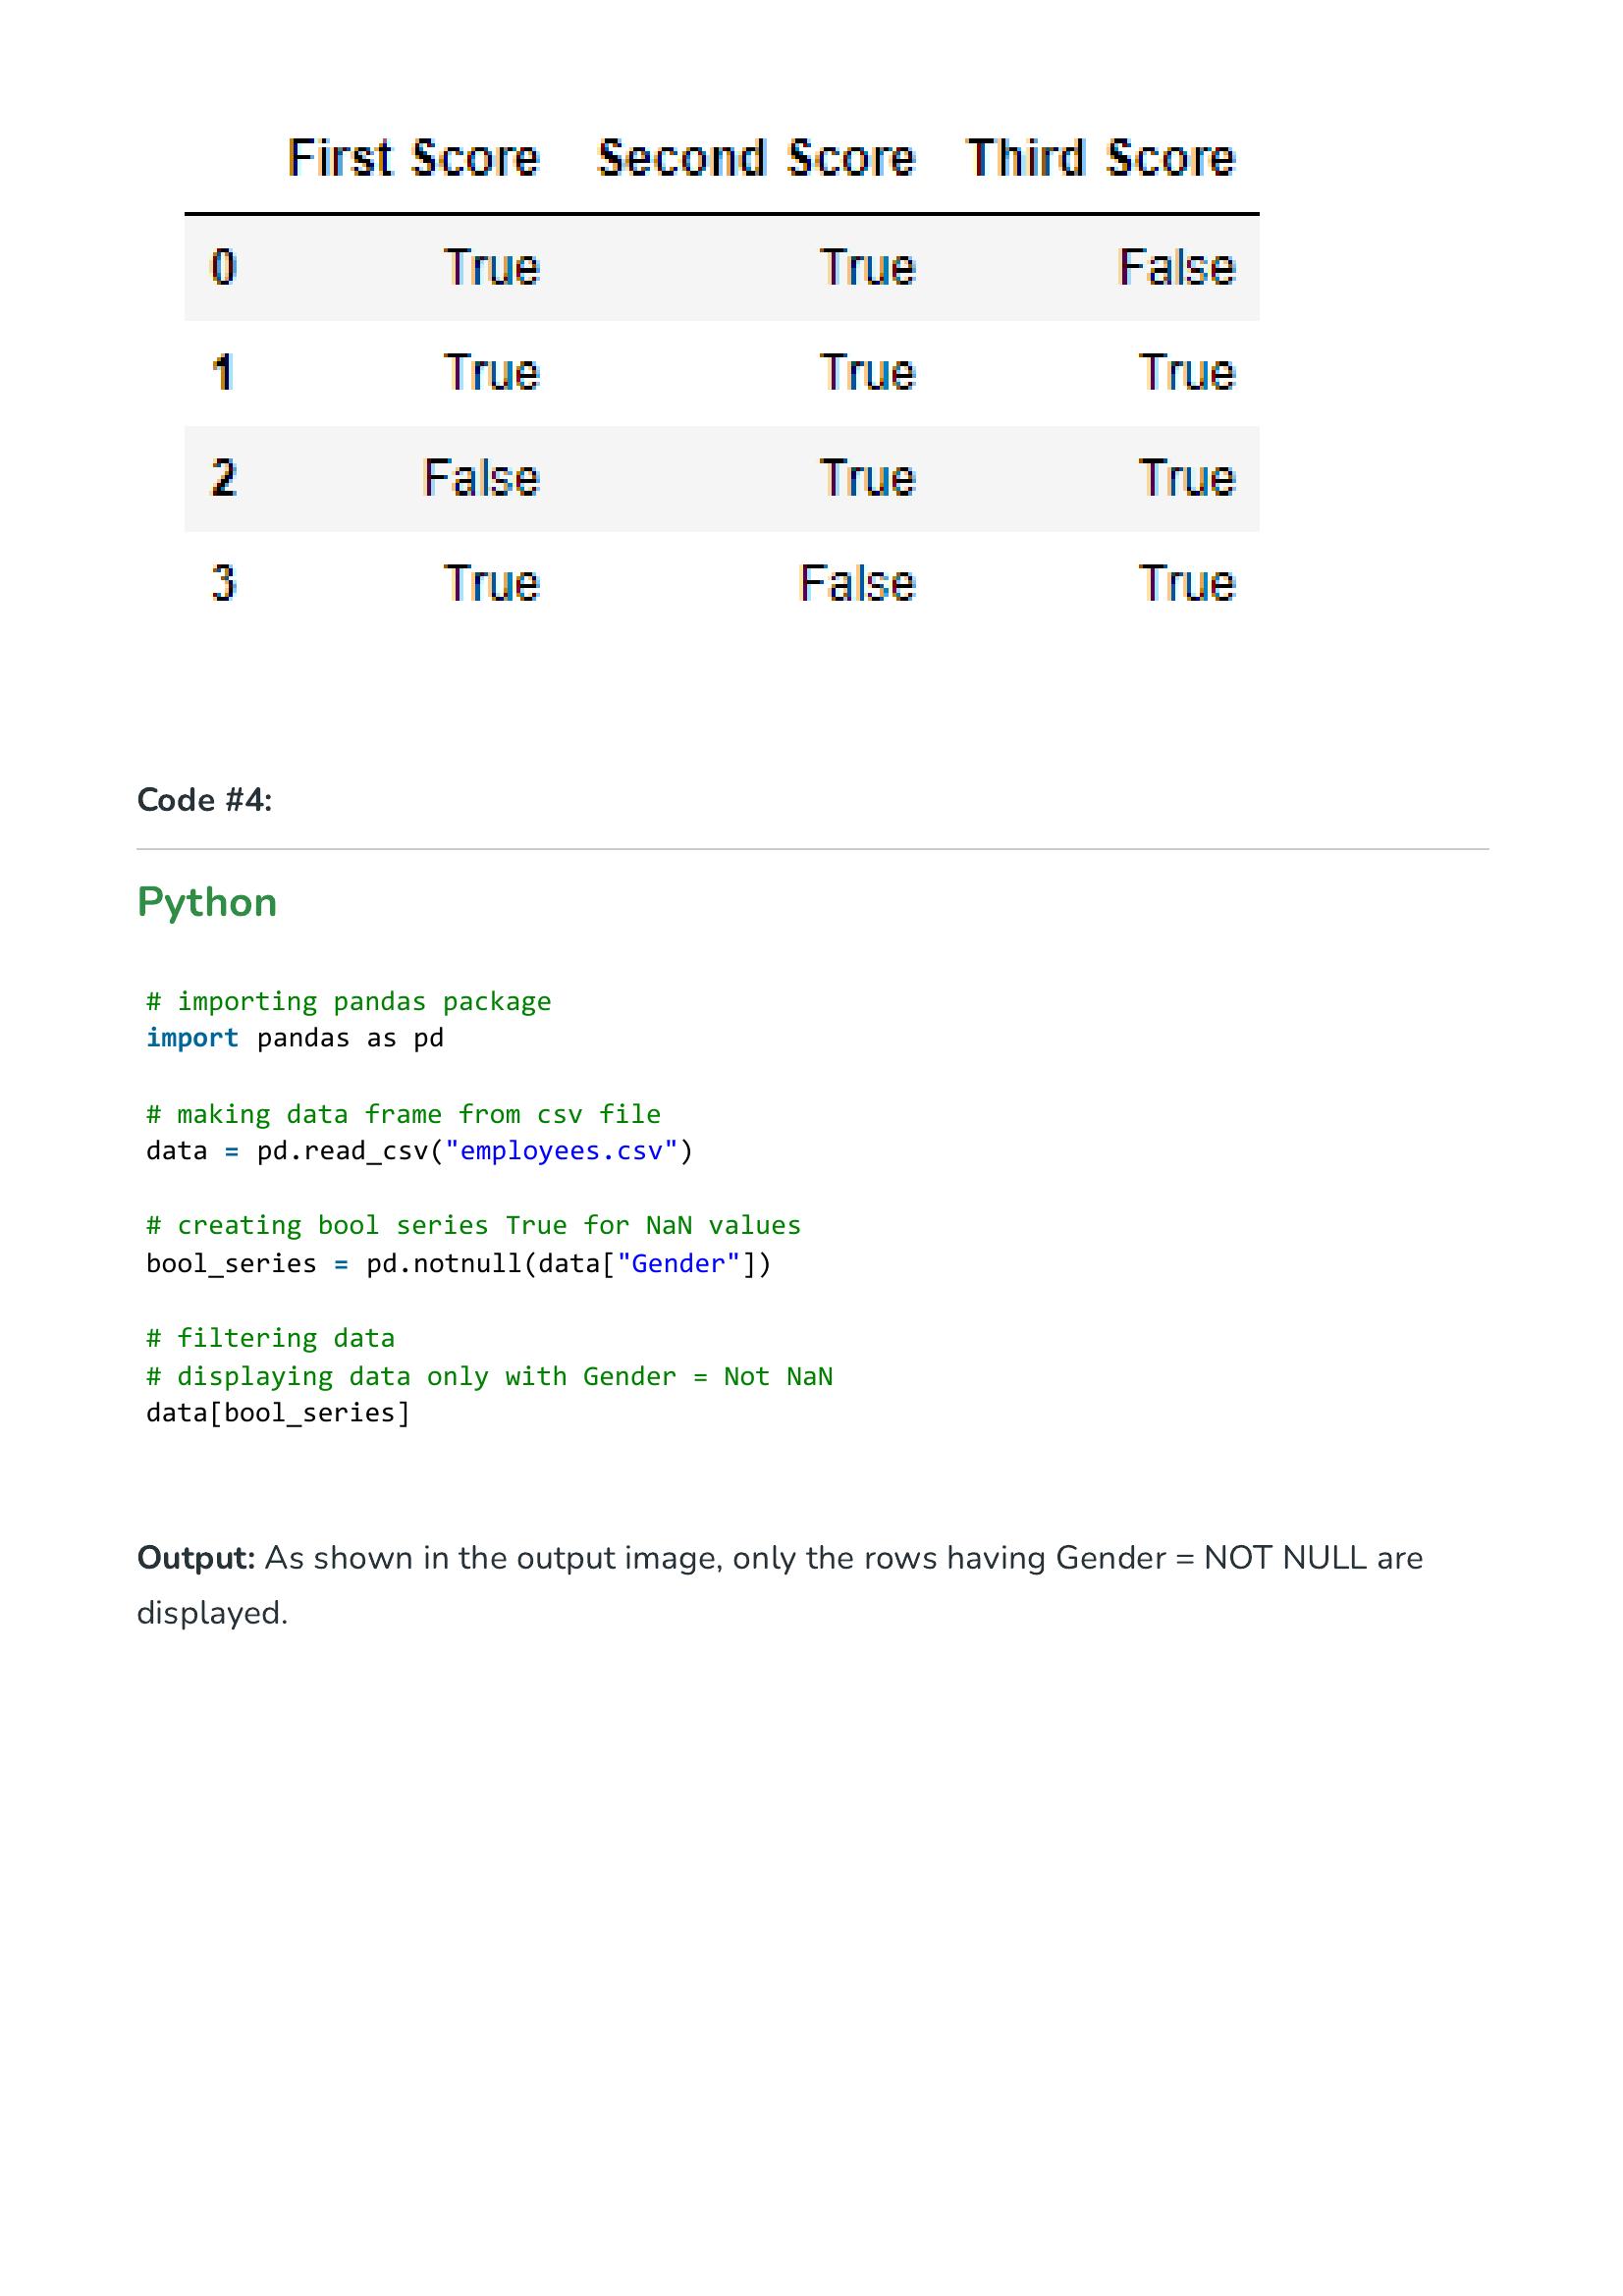 First Score Second Score Third Score
0 True True False
1 True True True
2 False True True
3 True False True
Code #4:
Python
# importing pandas package
import pandas as pd
# making data frame from csv file
data = pd.read_csv("employees.csv")
# creating bool series True for NaN values
bool_series = pd.notnull(data["Gender"])
# filtering data
# displaying data only with Gender = Not NaN
data[bool_series]
Output: As shown in the output image, only the rows having Gender = NOT NULL are
displayed.